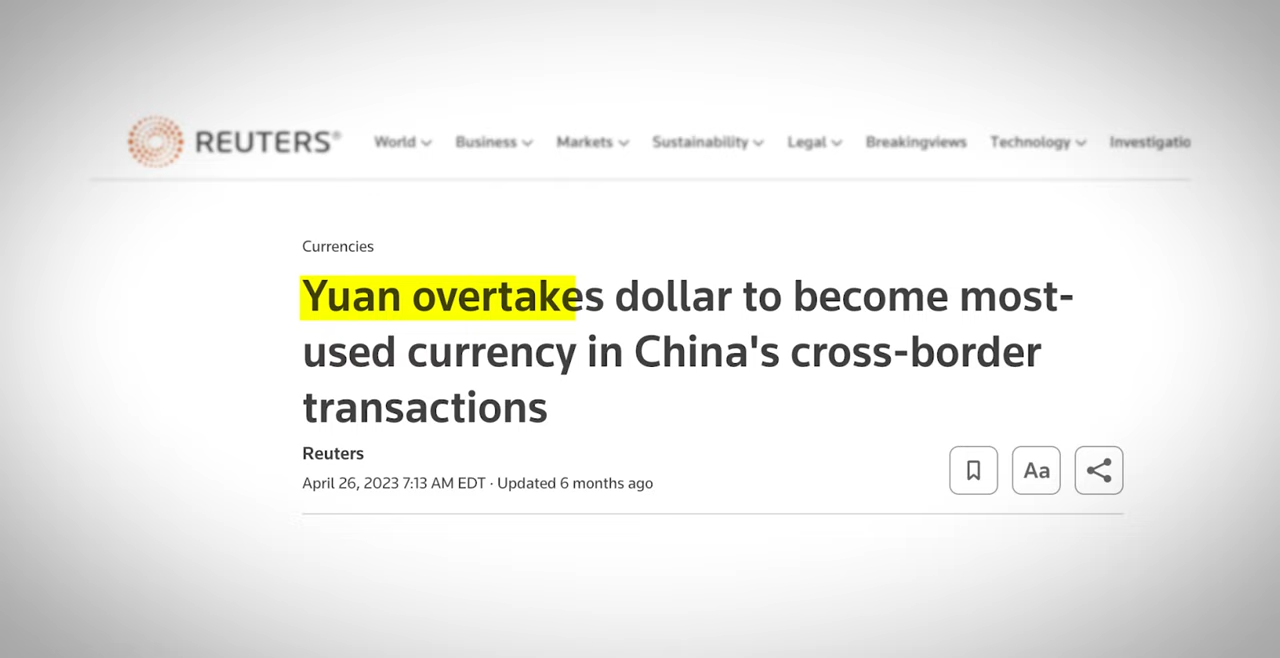 REUTERS® World Business Markets Sustainability Legal Breakingviews Technology Investigatio
Currencies
Yuan overtakes dollar to become most-
used currency in China's cross-border
transactions
Reuters
April 26, 2023 7:13 AM EDT · Updated 6 months ago
Aa